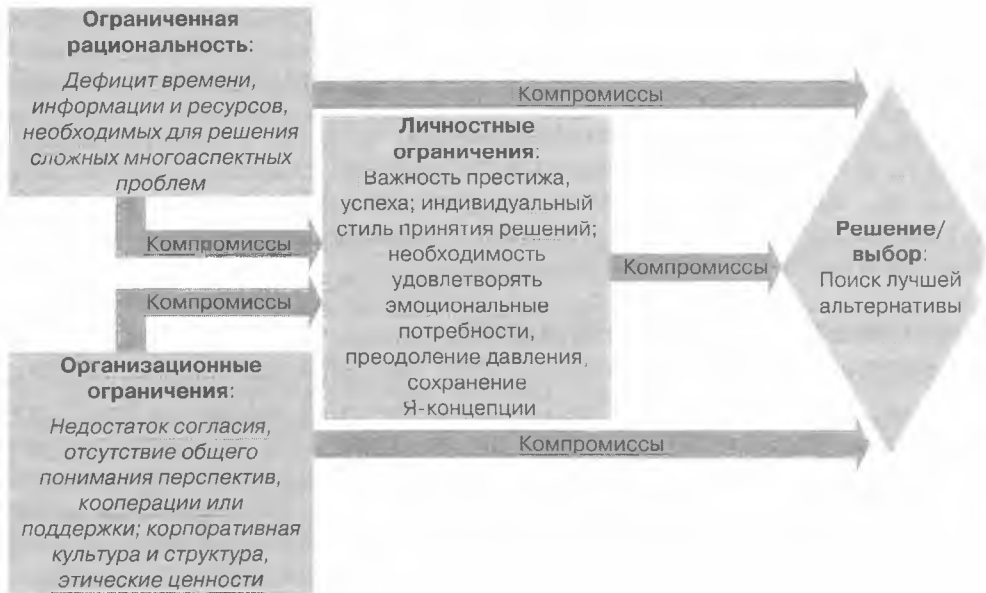 Ограниченная
рациональность:
Дефицит времени,
информации и ресурсов,
необходимых для решения
сложных многоаспектных
проблем
Компромиссы
Компромиссы
Компромиссы
Организационные
ограничения:
Недостаток согласия,
отсутствие общего
понимания перспектив,
кооперации или
поддержки; корпоративная
культура и структура,
этические ценности
Личностные
ограничения:
Важность престижа,
успеха; индивидуальный
стиль принятия решений;
необходимость
удовлетворять
эмоциональные
потребности,
преодоление давления,
сохранение
Я-концепции
Компромиссы
Компромиссы
Решение/
выбор:
Поиск лучшей
альтернативы